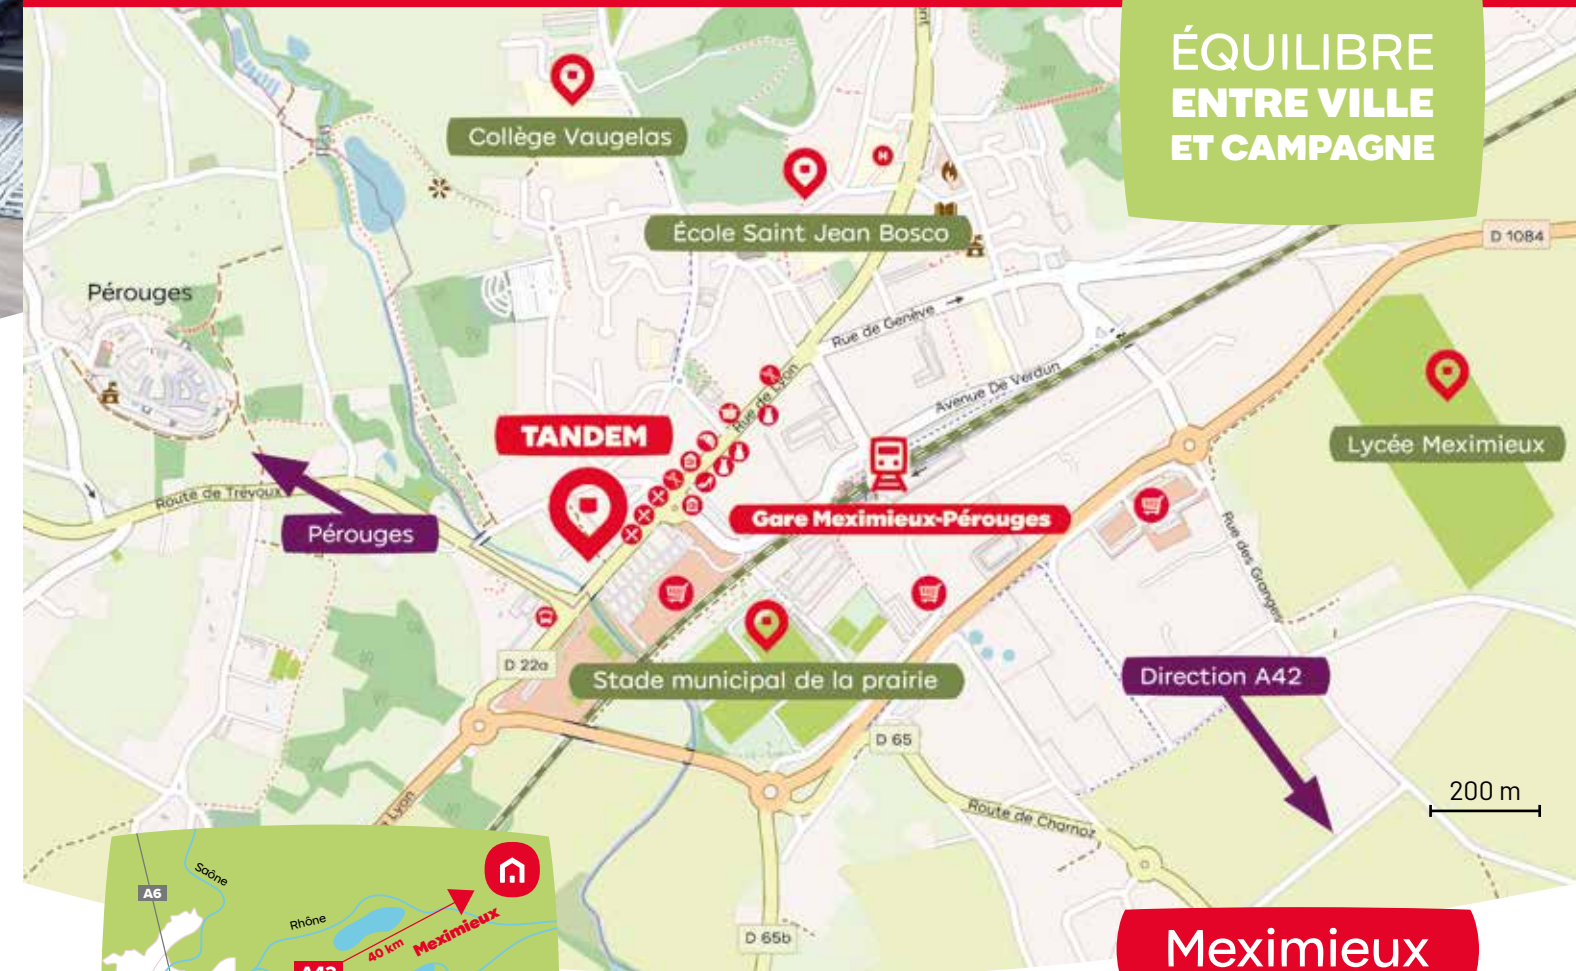 ÉQUILIBRE
ENTRE VILLE
ET CAMPAGNE
Collège Vaugelas
École Saint Jean Bosco
D 1084
Pérouges
Rue de Genève
Avenue De Verdun
Rue de Lyon
TANDEM
Lycée Meximieux
Route de Trévoux
Pérouges
Gare Meximieux-Pérouges
Rue des Granges
D 22a
Stade municipal de la prairie
Direction A42
D 65
200 m
Lyon
Route de Charnoz
Saône
A6
Rhône
40 km
Meximieux
A42
D 65b
Meximieux